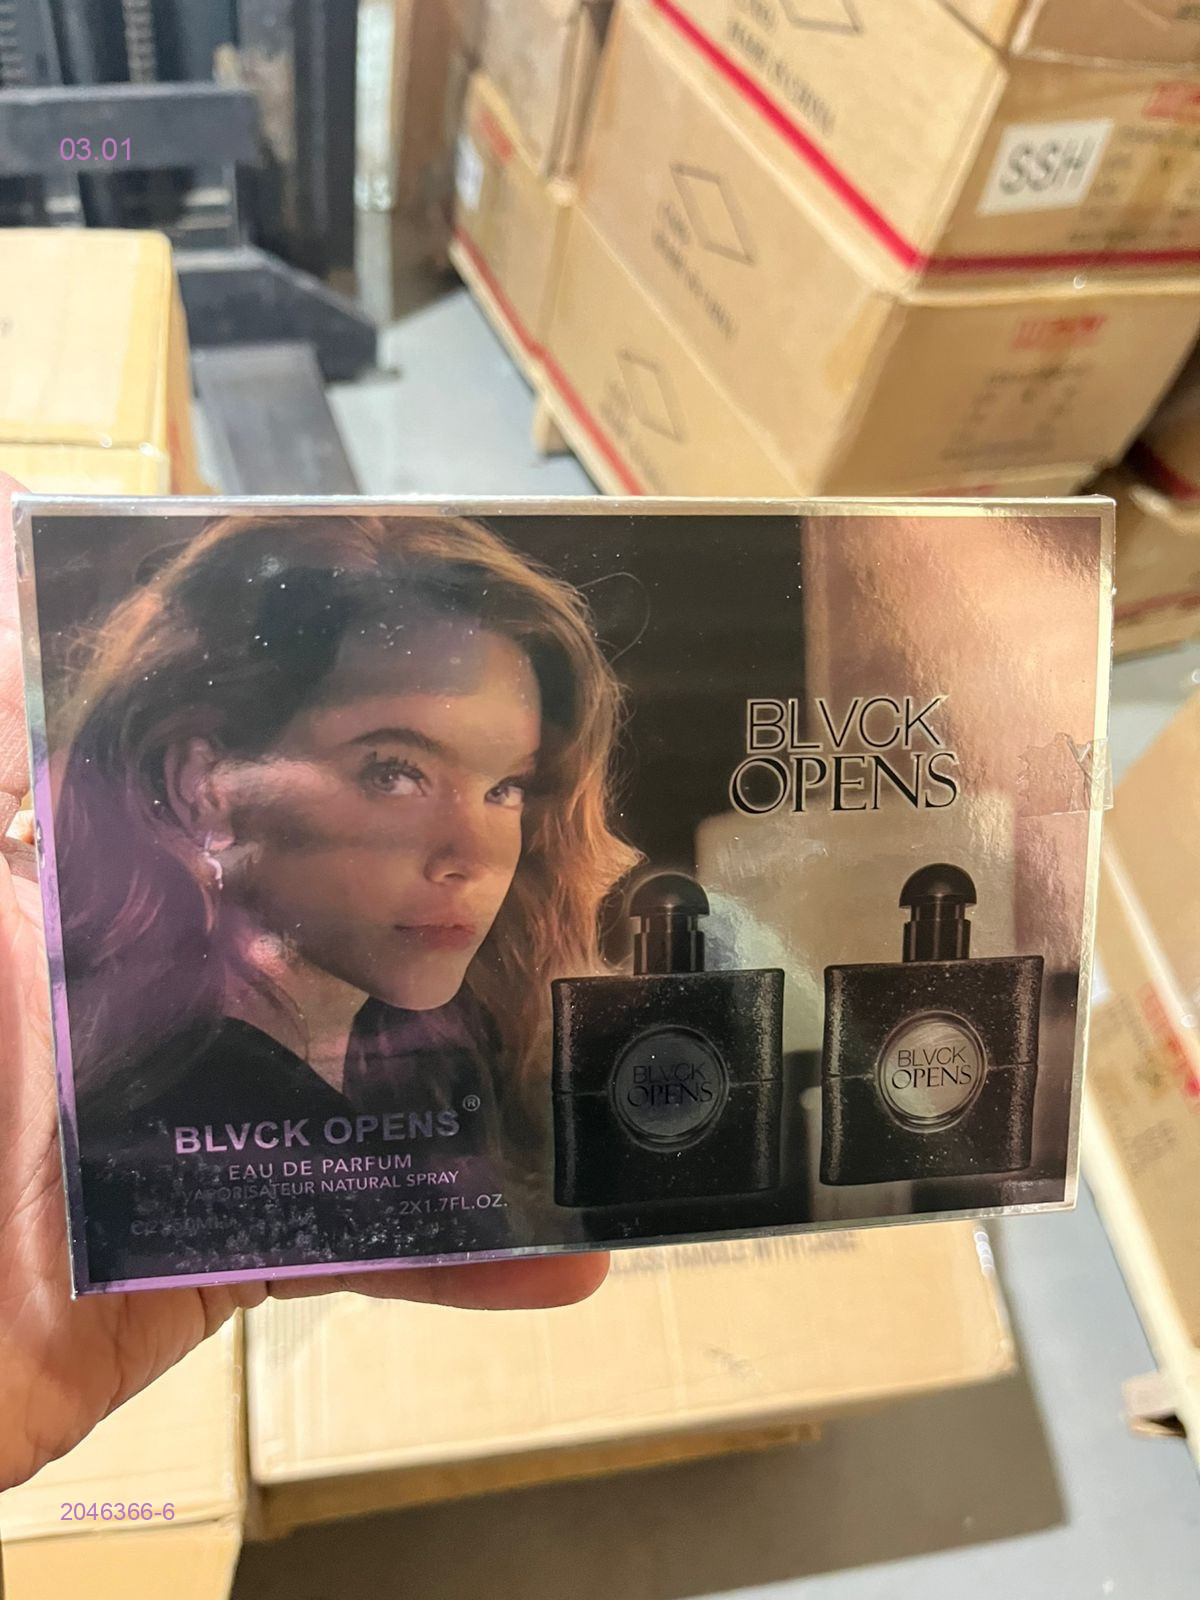 03.01
SSH
BLVCK
OPENS
BLVCK
OPENS
BLVCK
OPENS
BLVCK OPENS®
EAU DE PARFUM
VAPORISATEUR NATURAL SPRAY
2X1.7FL.OZ.
2046366-6